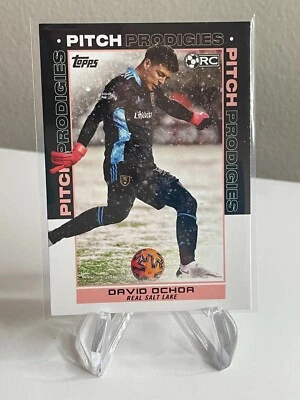 PITCH PRODIGIES
Topps
RC
PITCH PRODIGIES
PITCH PRODIGIES
DAVID OCHOA
REAL SALT LAKE